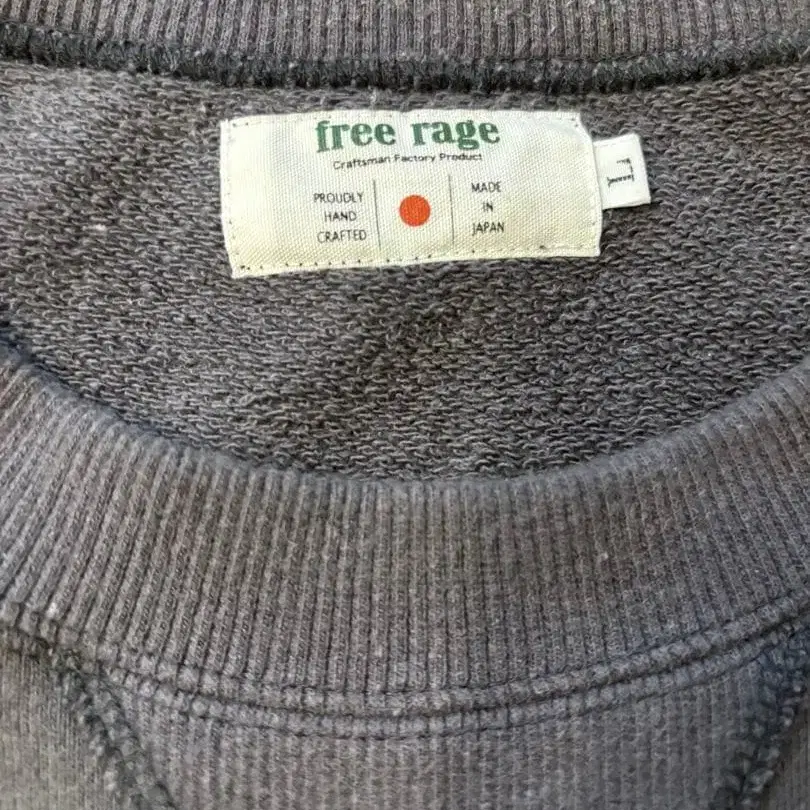 free rage
Craftsman Factory Product
PROUDLY
HAND
CRAFTED
MADE
IN
JAPAN
L